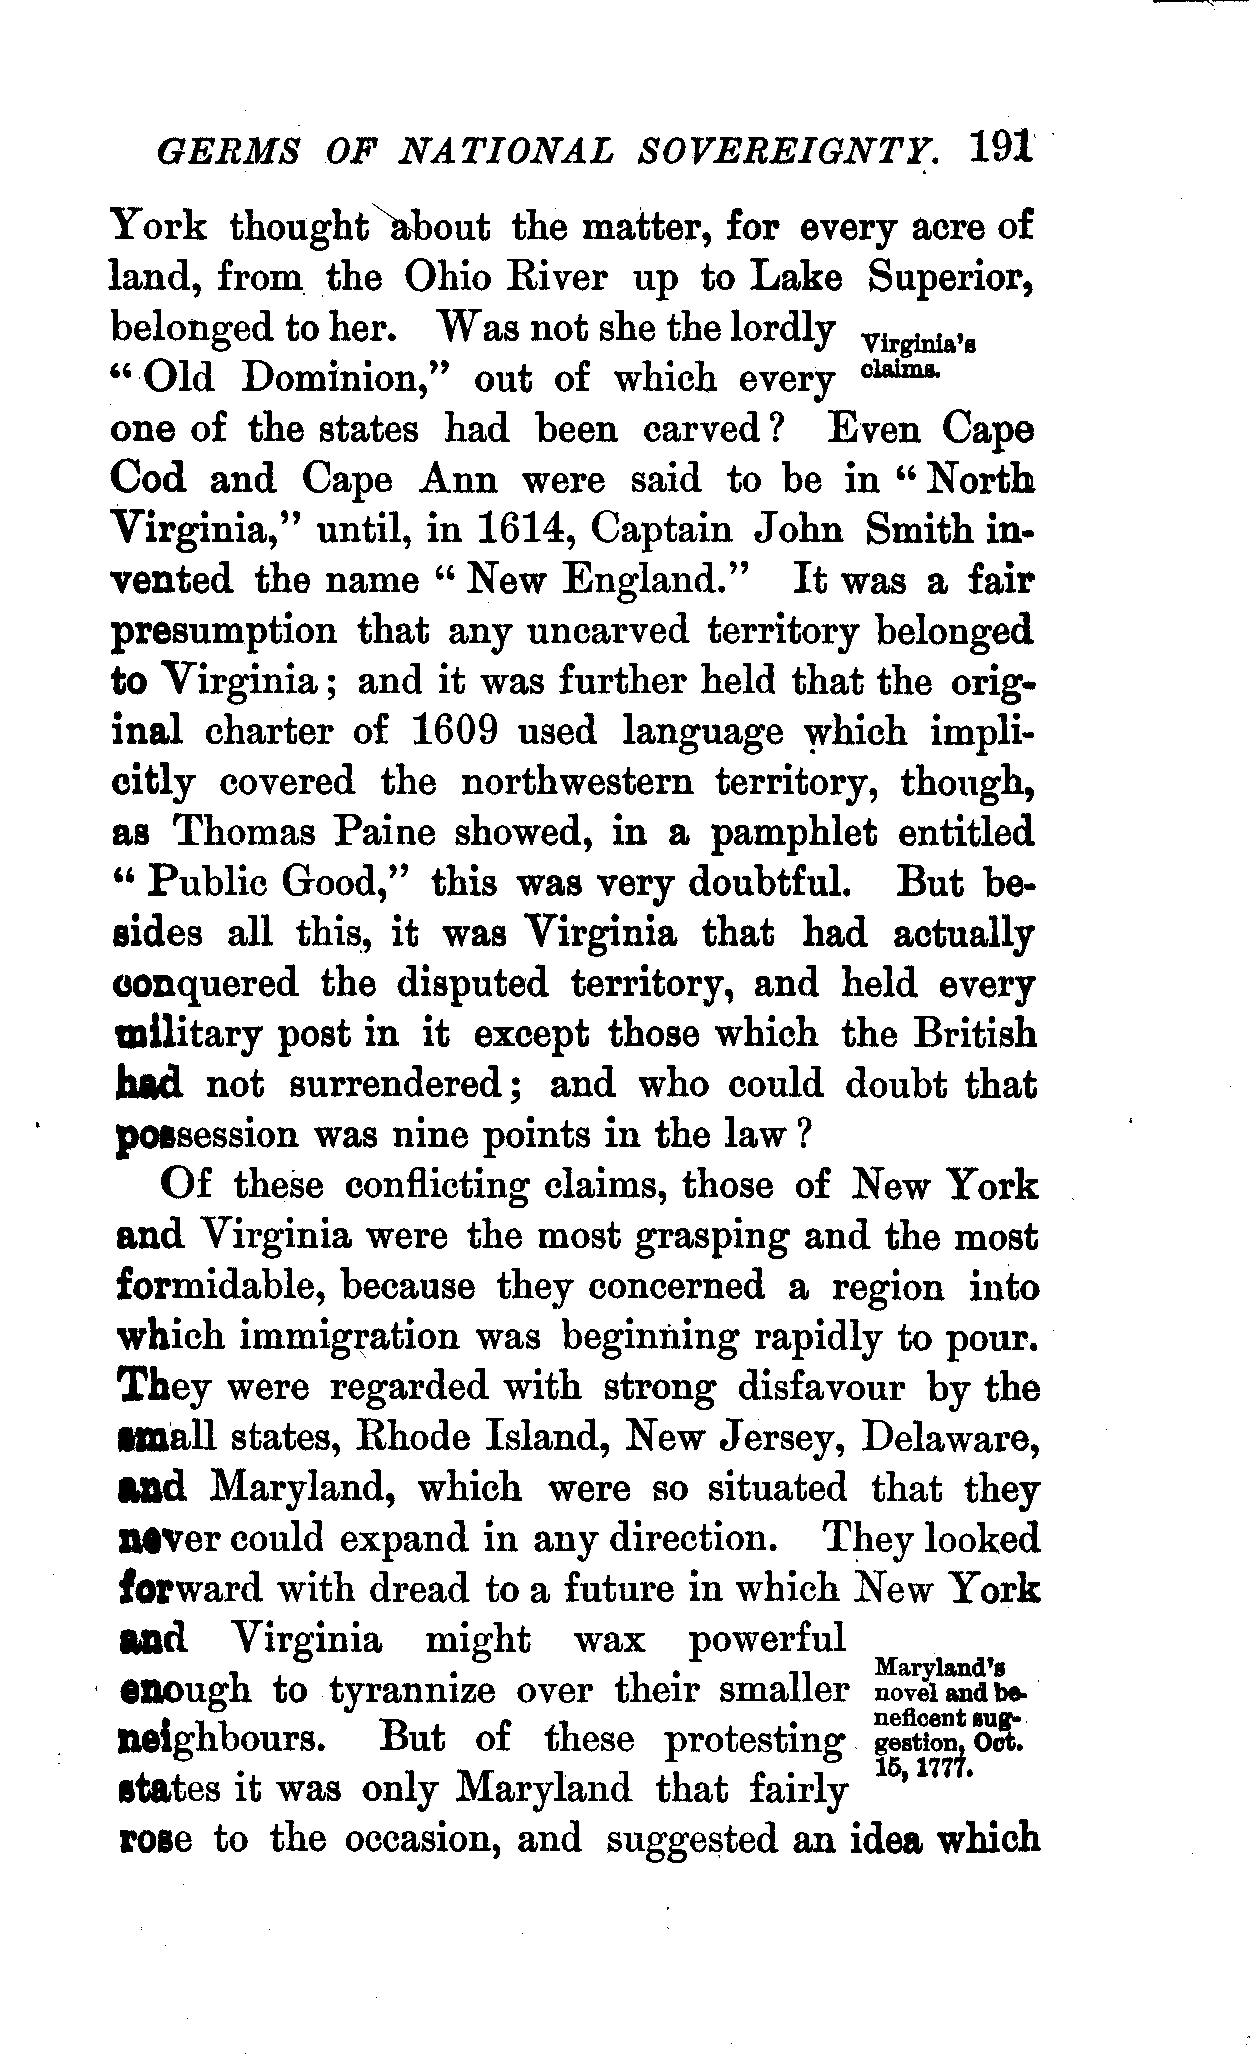 GERMS OF NATIONAL SOVEREIGNTY. 191
York thought about the matter, for every acre of
land, from the Ohio River up to Lake Superior,
belonged to her. Was not she the lordly
Virginia's
claims.
“ Old Dominion,” out of which every
one of the states had been carved ? Even Cape
Cod and Cape Ann were said to be in “ North
Virginia,” until, in 1614, Captain John Smith in-
vented the name “ New England.” It was a fair
presumption that any uncarved territory belonged
to Virginia ; and it was further held that the orig-
inal charter of 1609 used language which impli-
citly covered the northwestern territory, though,
as Thomas Paine showed, in a pamphlet entitled
“ Public Good,” this was very doubtful. But be-
sides all this, it was Virginia that had actually
conquered the disputed territory, and held every
military post in it except those which the British
had not surrendered ; and who could doubt that
possession was nine points in the law ?
Of these conflicting claims, those of New York
and Virginia were the most grasping and the most
formidable, because they concerned a region into
which immigration was beginning rapidly to pour.
They were regarded with strong disfavour by the
small states, Rhode Island, New Jersey, Delaware,
and Maryland, which were so situated that they
never could expand in any direction. They looked
forward with dread to a future in which New York
and Virginia might wax powerful
enough to tyrannize over their smaller
neighbours. But of these protesting
states it was only Maryland that fairly
Maryland's
novel and be-
neficent sug-
gestion, Oct.
15, 1777.
rose to the occasion, and suggested an idea which